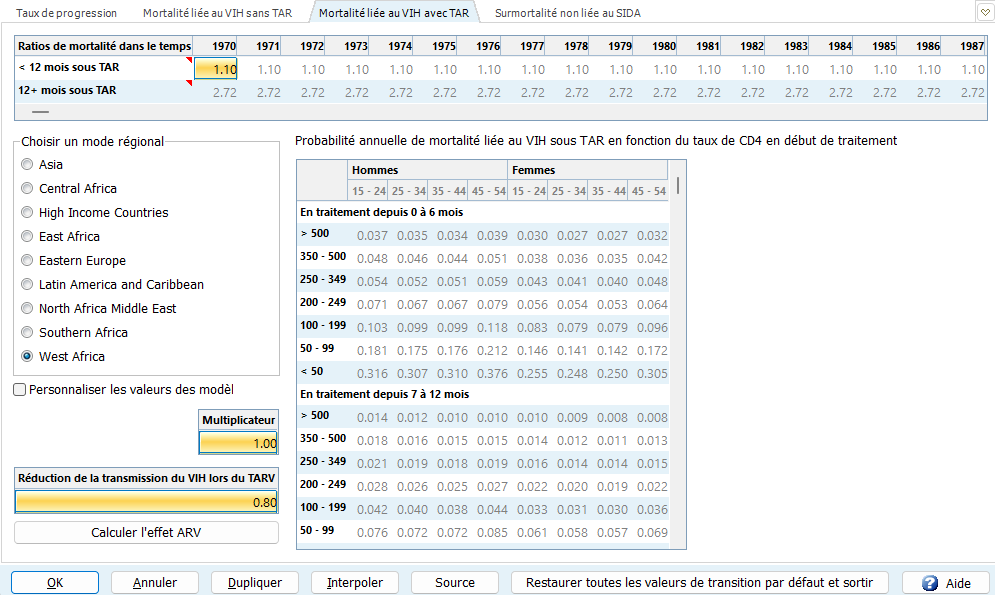 Taux de progression Mortalité liée au VIH sans TAR Mortalité liée au VIH avec TAR Surmortalité non liée au SIDA
Ratios de mortalité dans le temps 1970 1971 1972 1973 1974 1975 1976 1977 1978 1979 1980 1981 1982 1983 1984 1985 1986 1987
< 12 mois sous TAR 1.10 1.10 1.10 1.10 1.10 1.10 1.10 1.10 1.10 1.10 1.10 1.10 1.10 1.10 1.10 1.10 1.10 1.10
12+ mois sous TAR 2.72 2.72 2.72 2.72 2.72 2.72 2.72 2.72 2.72 2.72 2.72 2.72 2.72 2.72 2.72 2.72 2.72 2.72
Choisir un mode régional
Asia
Central Africa
High Income Countries
East Africa
Eastern Europe
Latin America and Caribbean
North Africa Middle East
Southern Africa
West Africa
Personnaliser les valeurs des modèl
Multiplicateur
1.00
Réduction de la transmission du VIH lors du TARV
0.80
Calculer l'effet ARV
Probabilité annuelle de mortalité liée au VIH sous TAR en fonction du taux de CD4 en début de traitement
Hommes Femmes
15 - 24 25 - 34 35 - 44 45 - 54 15 - 24 25 - 34 35 - 44 45 - 54
En traitement depuis 0 à 6 mois
> 500 0.037 0.035 0.034 0.039 0.030 0.027 0.027 0.032
350 - 500 0.048 0.046 0.044 0.051 0.038 0.036 0.035 0.042
250 - 349 0.054 0.052 0.051 0.059 0.043 0.041 0.040 0.048
200 - 249 0.071 0.067 0.067 0.079 0.056 0.054 0.053 0.064
100 - 199 0.103 0.099 0.099 0.118 0.083 0.079 0.079 0.096
50 - 99 0.181 0.175 0.176 0.212 0.146 0.141 0.142 0.172
< 50 0.316 0.307 0.310 0.376 0.255 0.248 0.250 0.305
En traitement depuis 7 à 12 mois
> 500 0.014 0.012 0.010 0.010 0.010 0.009 0.008 0.008
350 - 500 0.018 0.016 0.015 0.015 0.014 0.012 0.011 0.013
250 - 349 0.021 0.019 0.018 0.019 0.016 0.014 0.014 0.015
200 - 249 0.028 0.026 0.025 0.027 0.022 0.020 0.019 0.022
100 - 199 0.042 0.040 0.038 0.044 0.033 0.031 0.030 0.036
50 - 99 0.076 0.072 0.072 0.085 0.061 0.058 0.057 0.069
OK Annuler Dupliquer Interpoler Source Restaurer toutes les valeurs de transition par défaut et sortir ? Aide